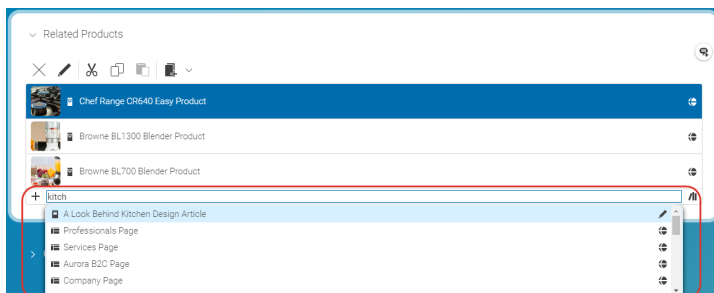 Related Products
Chef Range CR640 Easy Product
Browne BL1300 Blender Product
Browne BL700 Blender Product
kitch
A Look Behind Kitchen Design Article
Professionals Page
Services Page
Aurora B2C Page
Company Page